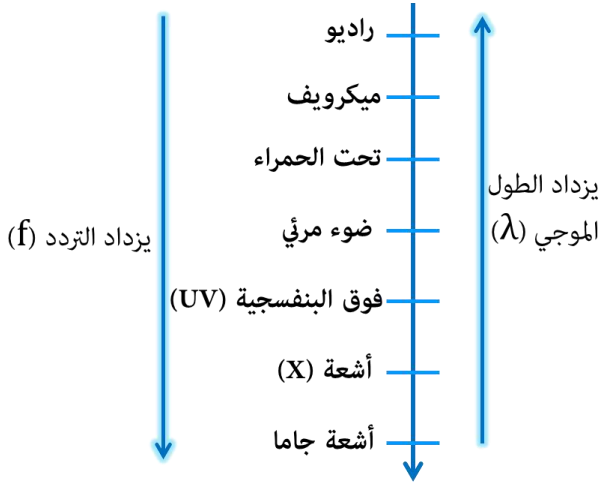 راديو
ميكرويف
تحت الحمراء
ضوء مرئي
فوق البنفسجية (UV)
أشعة (X)
أشعة جاما
يزداد الطول
الموجي (λ)
يزداد التردد (f)